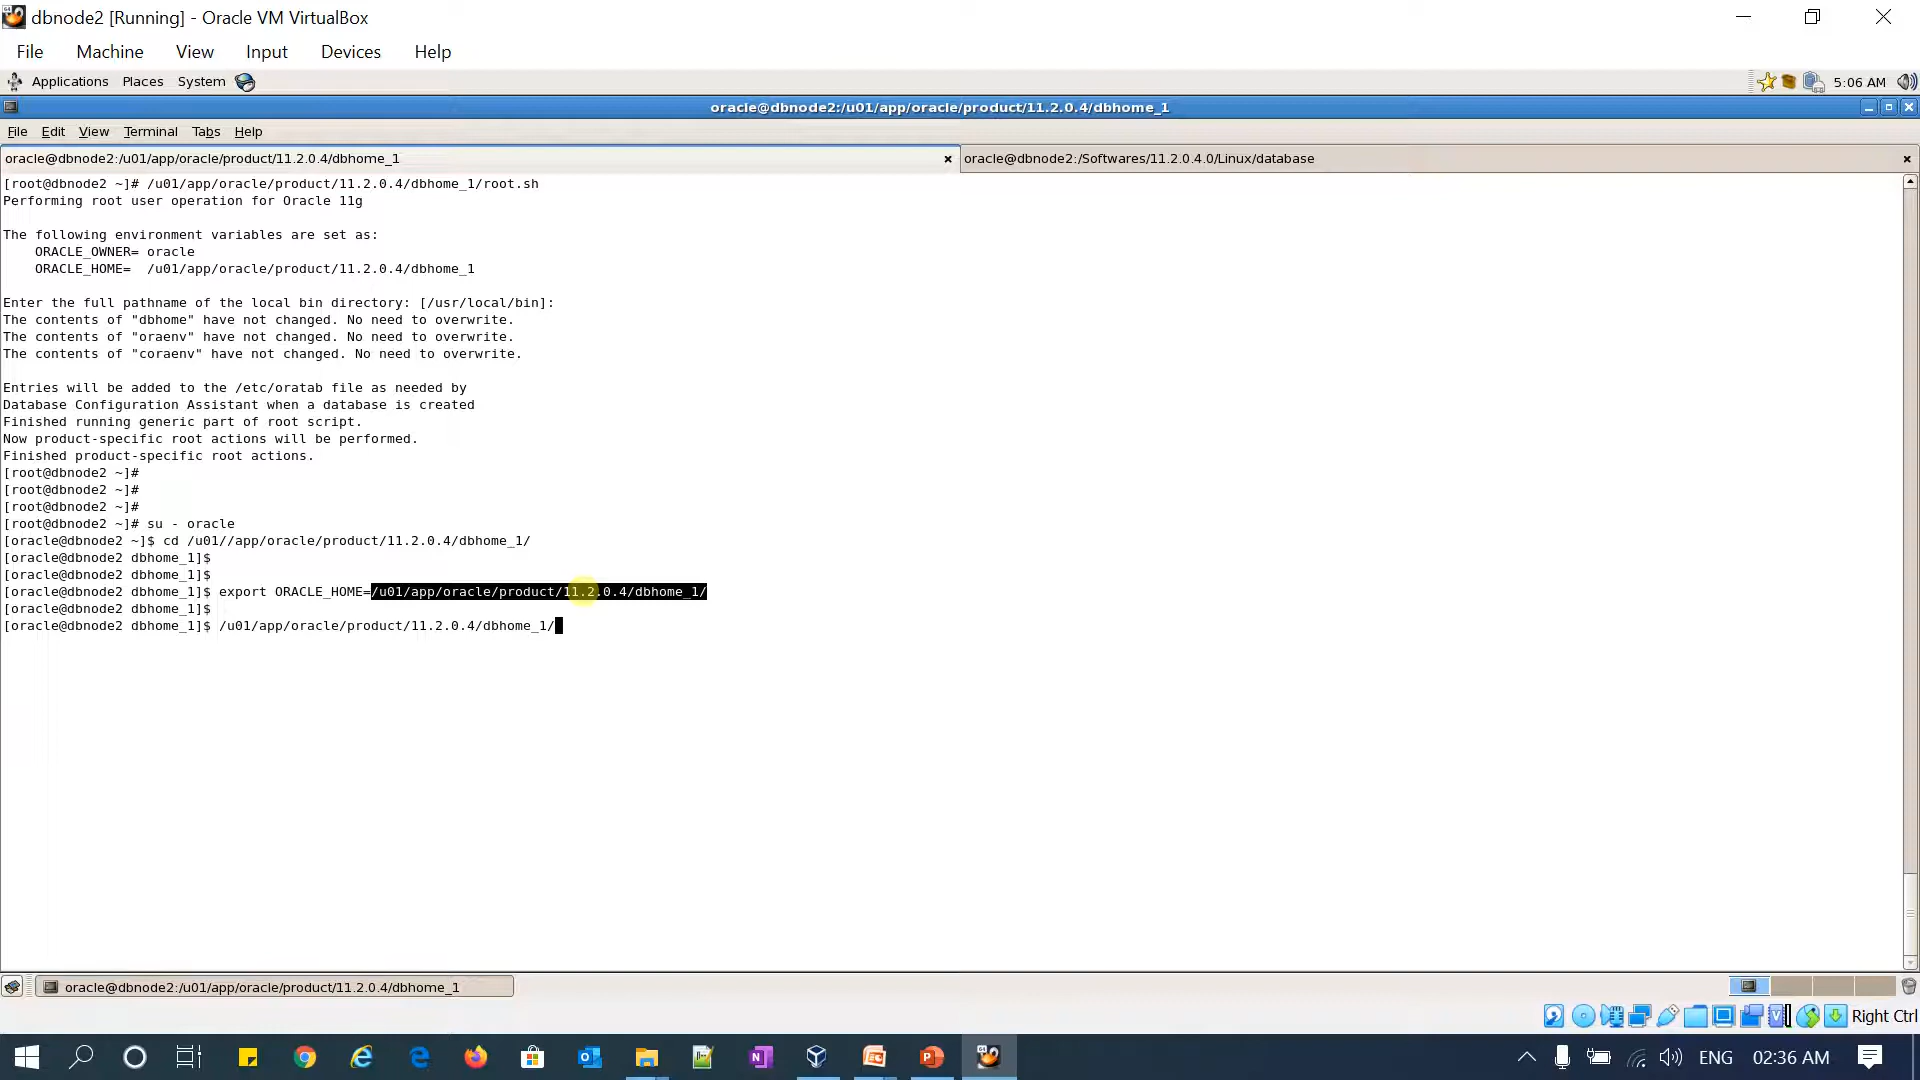 dbnode2 [Running] - Oracle VM VirtualBox
File Machine View Input Devices Help
Applications Places System 5:06 AM
oracle@dbnode2:/u01/app/oracle/product/11.2.0.4/dbhome_1
File Edit View Terminal Tabs Help
oracle@dbnode2:/u01/app/oracle/product/11.2.0.4/dbhome_1 oracle@dbnode2:/Softwares/11.2.0.4.0/Linux/database
[root@dbnode2 ~]# /u01/app/oracle/product/11.2.0.4/dbhome_1/root.sh
Performing root user operation for Oracle 11g
The following environment variables are set as:
ORACLE_OWNER= oracle
ORACLE_HOME=  /u01/app/oracle/product/11.2.0.4/dbhome_1
Enter the full pathname of the local bin directory: [/usr/local/bin]:
The contents of "dbhome" have not changed. No need to overwrite.
The contents of "oraenv" have not changed. No need to overwrite.
The contents of "coraenv" have not changed. No need to overwrite.
Entries will be added to the /etc/oratab file as needed by
Database Configuration Assistant when a database is created
Finished running generic part of root script.
Now product-specific root actions will be performed.
Finished product-specific root actions.
[root@dbnode2 ~]#
[root@dbnode2 ~]#
[root@dbnode2 ~]#
[root@dbnode2 ~]# su - oracle
[oracle@dbnode2 ~]$ cd /u01//app/oracle/product/11.2.0.4/dbhome_1/
[oracle@dbnode2 dbhome_1]$
[oracle@dbnode2 dbhome_1]$
[oracle@dbnode2 dbhome_1]$ export ORACLE_HOME=/u01/app/oracle/product/11.2.0.4/dbhome_1/
[oracle@dbnode2 dbhome_1]$
[oracle@dbnode2 dbhome_1]$ /u01/app/oracle/product/11.2.0.4/dbhome_1/
oracle@dbnode2:/u01/app/oracle/product/11.2.0.4/dbhome_1
Right Ctrl
ENG 02:36 AM